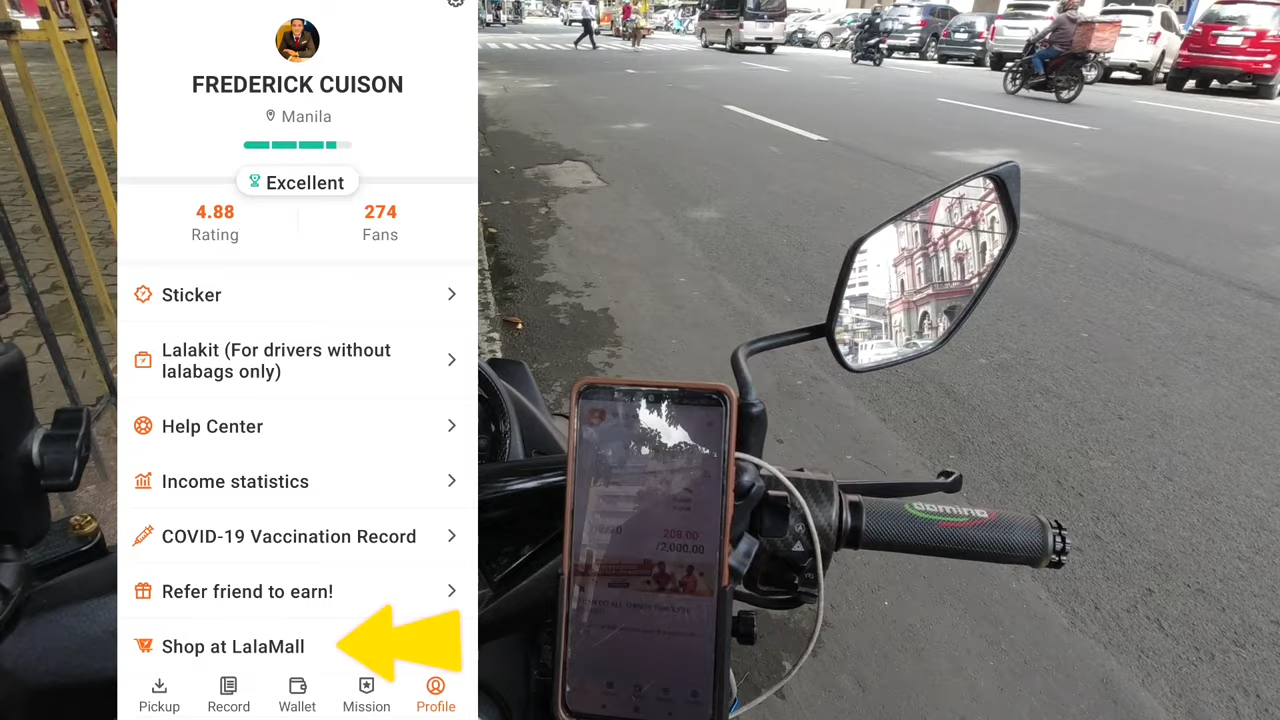 FREDERICK CUISON
Manila
Excellent
4.88
274
Rating
Fans
Sticker
Lalakit (For drivers without
lalabags only)
Help Center
Income statistics
COVID-19 Vaccination Record
Refer friend to earn!
Shop at LalaMall
Pickup
Record
Wallet
Mission
Profile
208.00
/2,000.00
domino